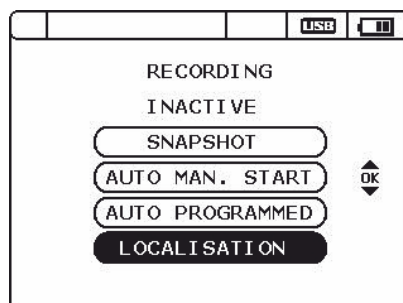 USB
RECORDING
INACTIVE
SNAPSHOT
AUTO MAN. START
OK
AUTO PROGRAMMED
LOCALISATION